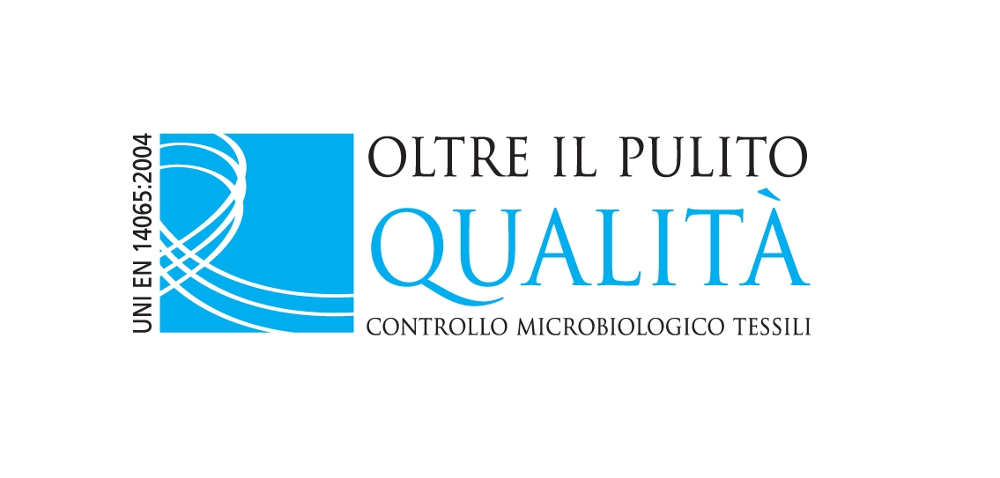 UNI EN 14065:2004
OLTRE IL PULITO
QUALITÀ
CONTROLLO MICROBIOLOGICO TESSILI